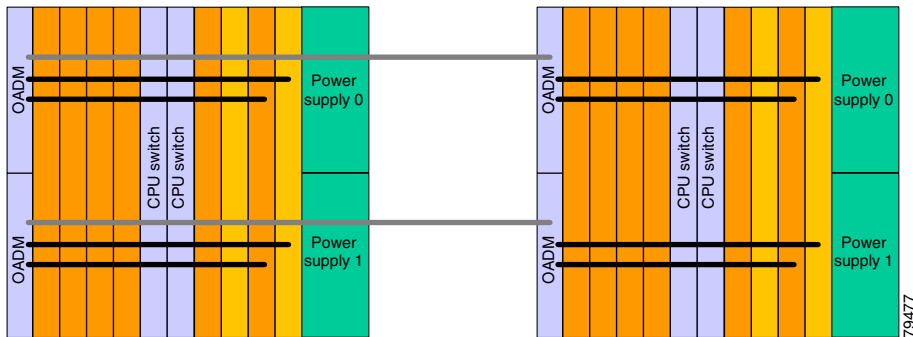 OADM
Power
supply 0
OADM
Power
supply 0
CPU switch
CPU switch
CPU switch
CPU switch
OADM
Power
supply 1
OADM
Power
supply 1
79477